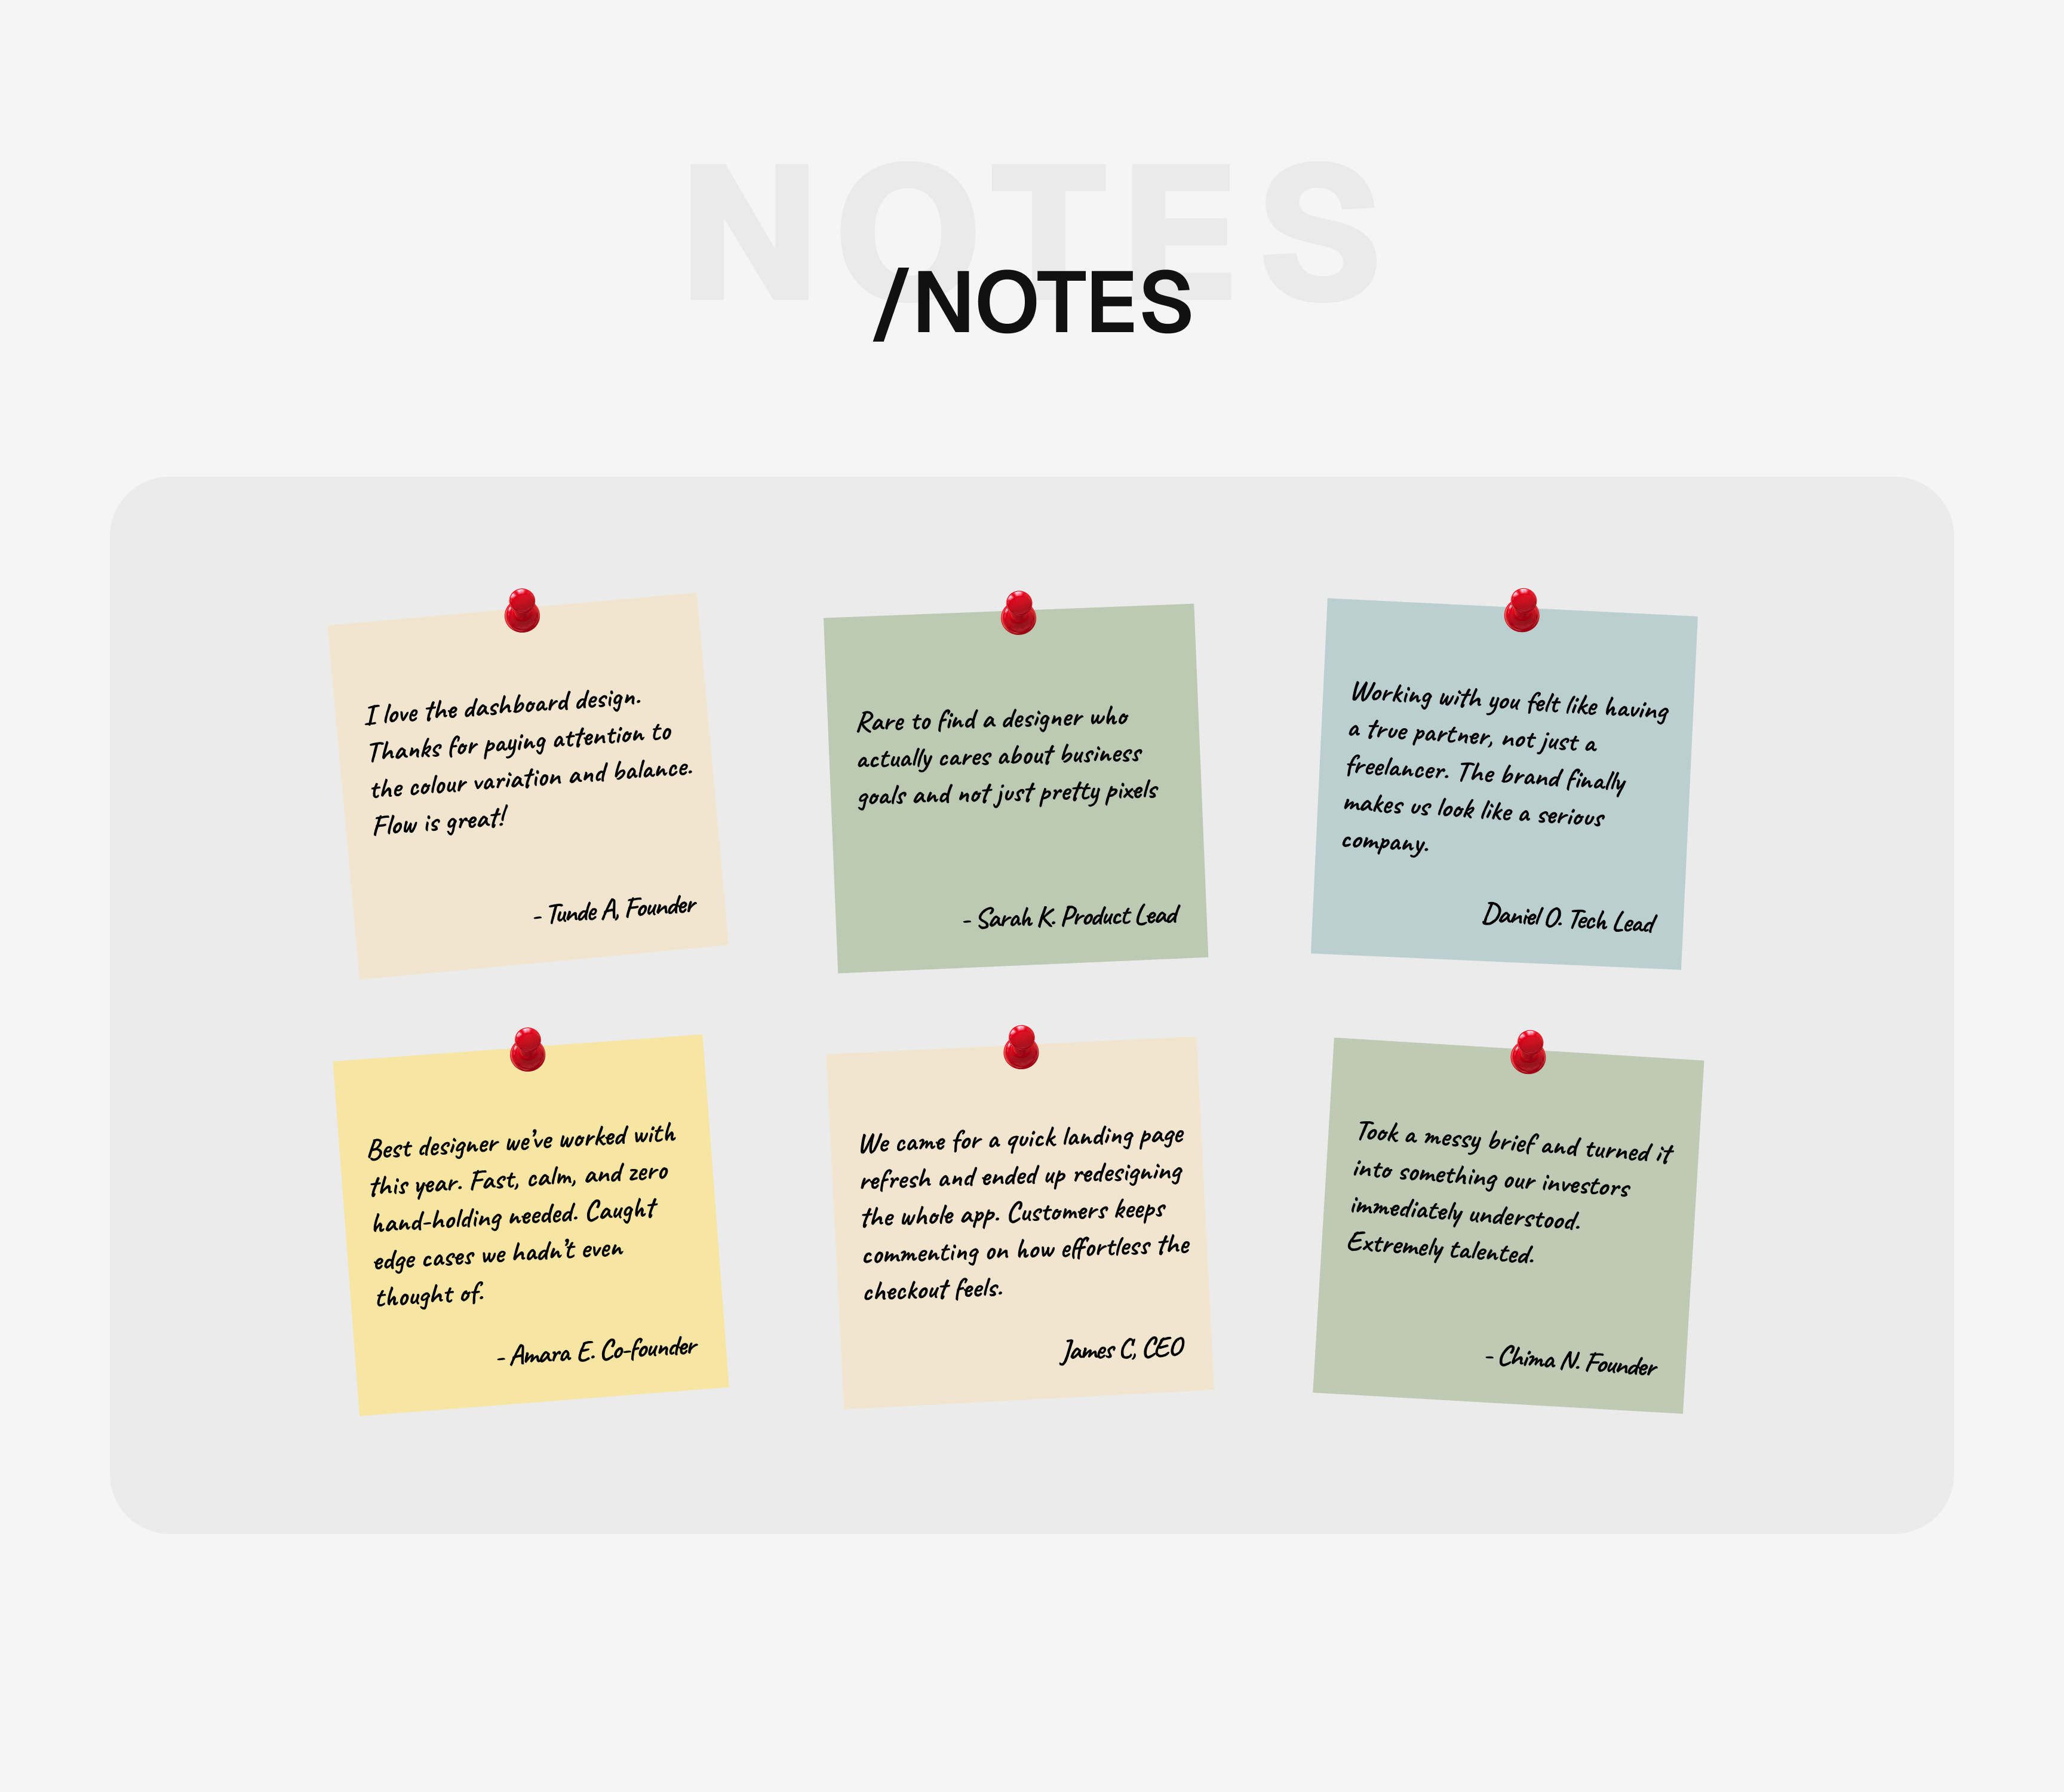 NOTES
/NOTES
I love the dashboard design.
Thanks for paying attention to
the colour variation and balance.
Flow is great!
- Tunde A, Founder
Rare to find a designer who
actually cares about business
goals and not just pretty pixels
- Sarah K. Product Lead
Working with you felt like having
a true partner, not just a
freelancer. The brand finally
makes us look like a serious
company.
Daniel O. Tech Lead
Best designer we've worked with
this year. Fast, calm, and zero
hand-holding needed. Caught
edge cases we hadn't even
thought of.
- Amara E. Co-founder
We came for a quick landing page
refresh and ended up redesigning
the whole app. Customers keeps
commenting on how effortless the
checkout feels.
James C, CEO
Took a messy brief and turned it
into something our investors
immediately understood.
Extremely talented.
- Chima N. Founder